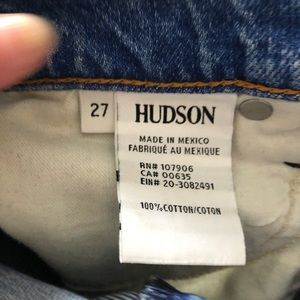 27
HUDSON
MADE IN MEXICO
FABRIQUÉ AU MEXIQUE
RN# 107906
CA# 00635
EIN# 20-3082491
100%COTTON/COTON